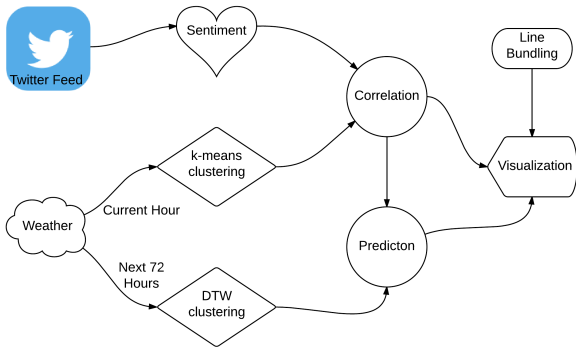 Twitter Feed
Sentiment
Line
Bundling
Correlation
k-means
clustering
Visualization
Current Hour
Weather
Predicton
Next 72
Hours
DTW
clustering